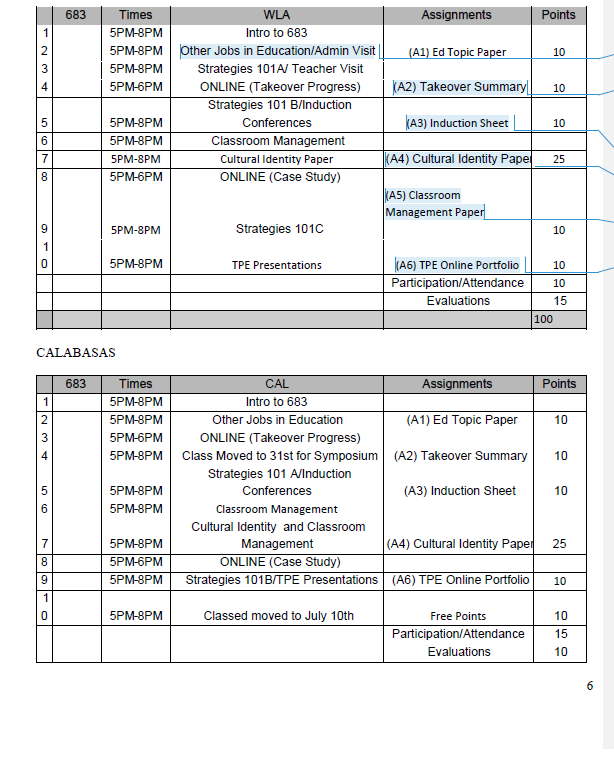 683 Times WLA Assignments Points
1 5PM-8PM Intro to 683
2 5PM-8PM Other Jobs in Education/Admin Visit (A1) Ed Topic Paper 10
3 5PM-8PM Strategies 101A/ Teacher Visit
4 5PM-6PM ONLINE (Takeover Progress) (A2) Takeover Summary 10
Strategies 101 B/Induction
5 5PM-8PM Conferences (A3) Induction Sheet 10
6 5PM-8PM Classroom Management
7 5PM-8PM Cultural Identity Paper (A4) Cultural Identity Paper 25
8 5PM-6PM ONLINE (Case Study)
(A5) Classroom
Management Paper
9 5PM-8PM Strategies 101C 10
1
0 5PM-8PM TPE Presentations (A6) TPE Online Portfolio 10
Participation/Attendance 10
Evaluations 15
100
CALABASAS
683 Times CAL Assignments Points
1 5PM-8PM Intro to 683
2 5PM-8PM Other Jobs in Education (A1) Ed Topic Paper 10
3 5PM-6PM ONLINE (Takeover Progress)
4 5PM-8PM Class Moved to 31st for Symposium (A2) Takeover Summary 10
Strategies 101 A/Induction
5 5PM-8PM Conferences (A3) Induction Sheet 10
6 5PM-8PM Classroom Management
Cultural Identity and Classroom
7 5PM-8PM Management (A4) Cultural Identity Paper 25
8 5PM-6PM ONLINE (Case Study)
9 5PM-8PM Strategies 101B/TPE Presentations (A6) TPE Online Portfolio 10
1
0 5PM-8PM Classed moved to July 10th Free Points 10
Participation/Attendance 15
Evaluations 10
6